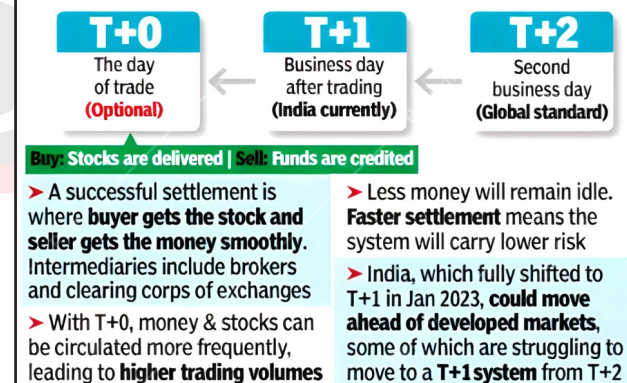 T+0
The day
of trade
(Optional)
T+1
Business day
after trading
(India currently)
T+2
Second
business day
(Global standard)
Buy: Stocks are delivered | Sell: Funds are credited
➤ A successful settlement is
where buyer gets the stock and
seller gets the money smoothly.
Intermediaries include brokers
and clearing corps of exchanges
➤ With T+0, money & stocks can
be circulated more frequently,
leading to higher trading volumes
➤ Less money will remain idle.
Faster settlement means the
system will carry lower risk
➤ India, which fully shifted to
T+1 in Jan 2023, could move
ahead of developed markets,
some of which are struggling to
move to a T+1 system from T+2